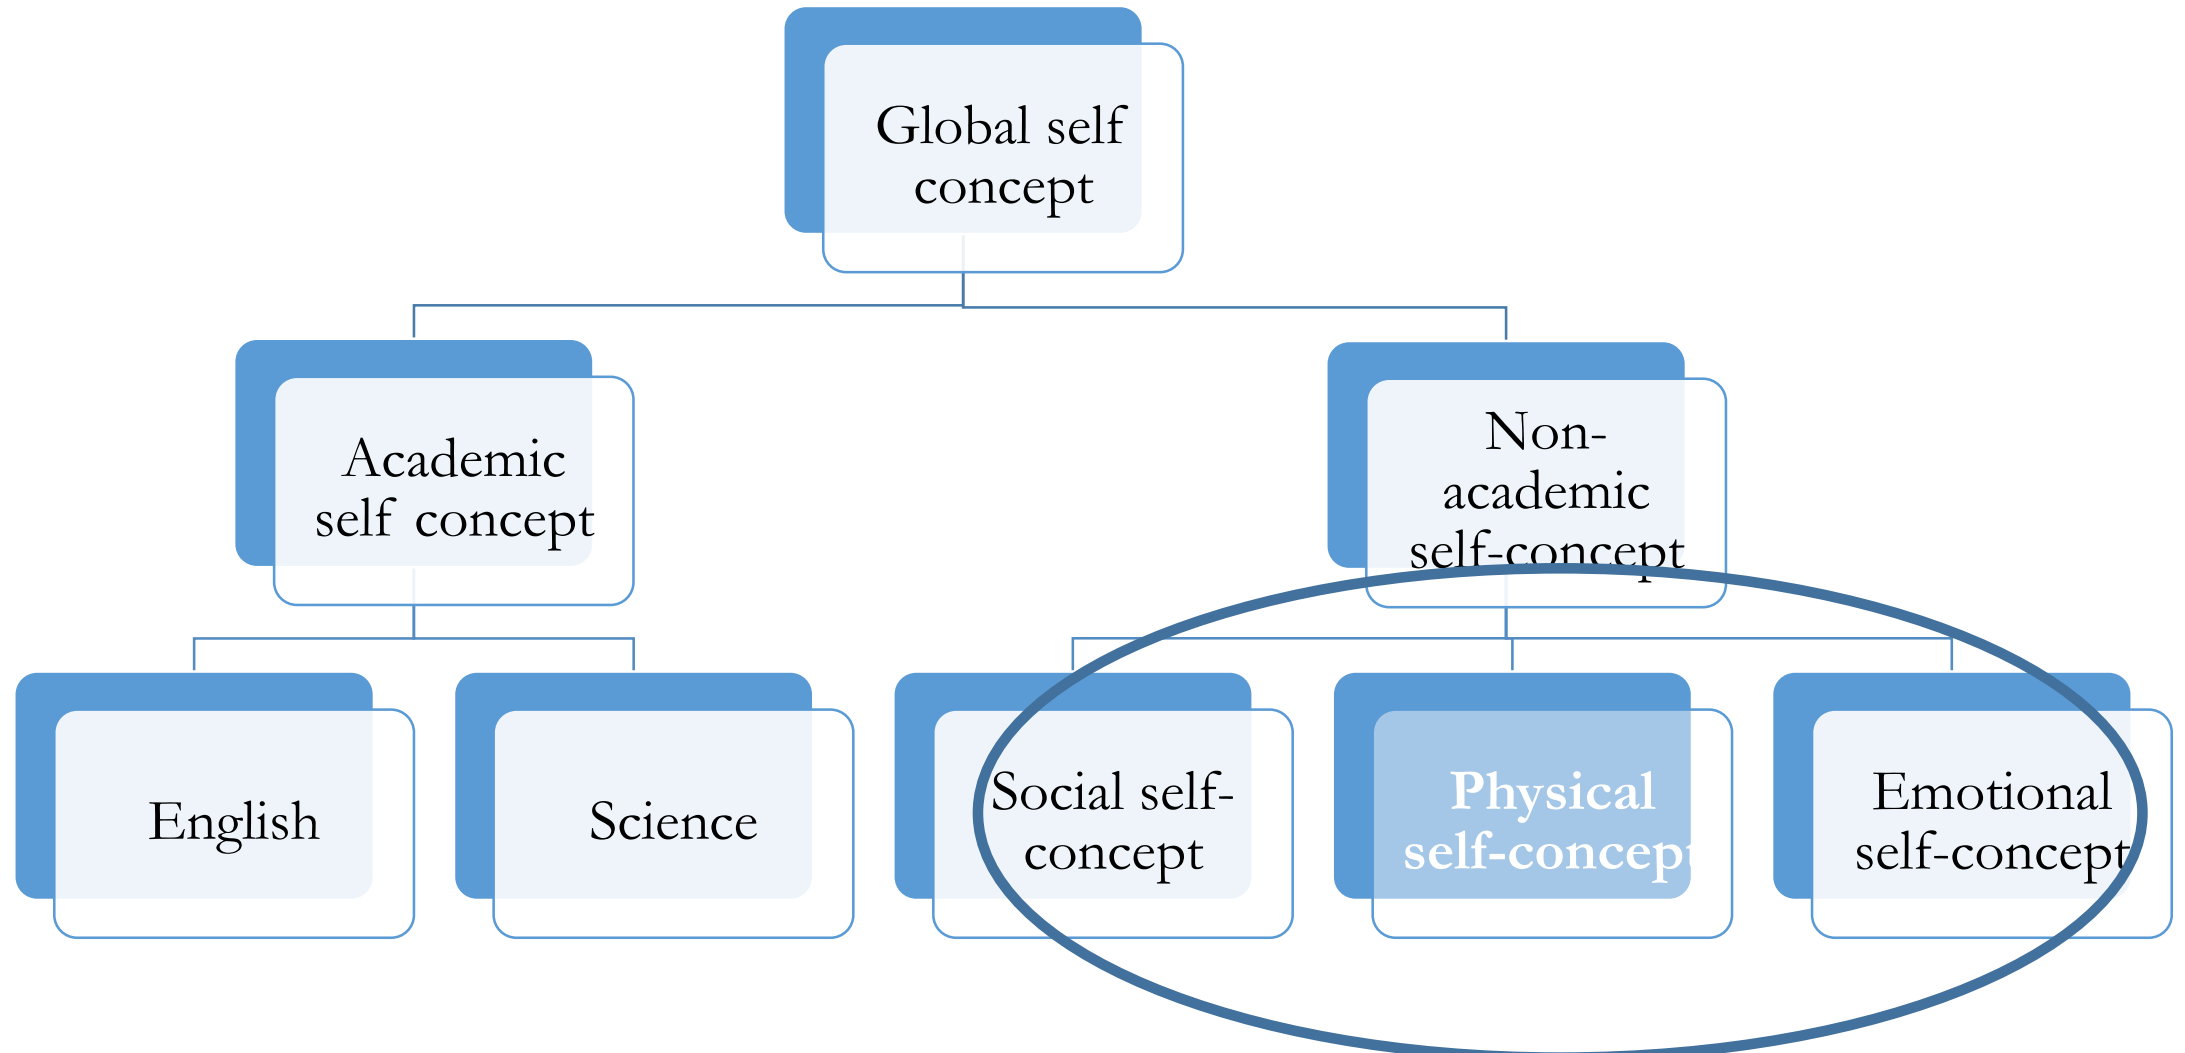 Global self
concept
Academic
self concept
Non-
academic
self-concept
English
Science
Social self-
concept
Physical
self-concept
Emotional
self-concept